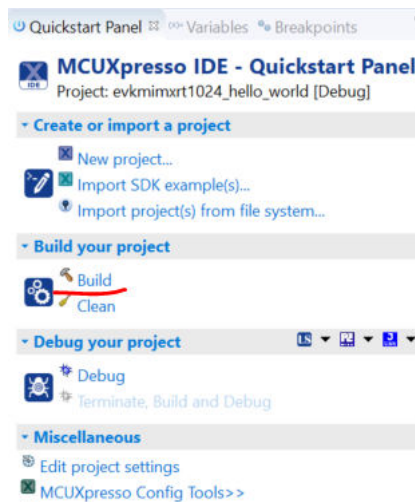 Quickstart Panel (x)= Variables Breakpoints
IDE
MCUXpresso IDE - Quickstart Panel
Project: evkmimxrt1024_hello_world [Debug]
Create or import a project
New project...
Import SDK example(s)...
Import project(s) from file system...
Build your project
Build
Clean
Debug your project LS
Debug
Terminate, Build and Debug
Miscellaneous
Edit project settings
MCUXpresso Config Tools>>